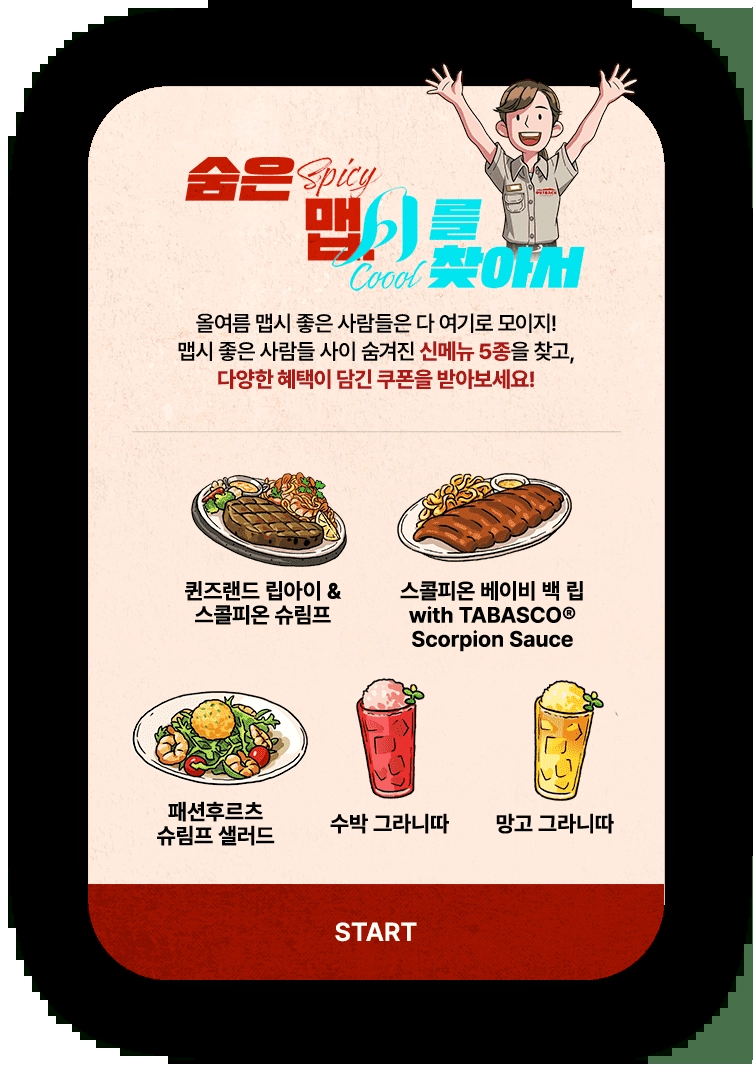 숨은 Spicy
맵시를
Coool 찾아서
올여름 맵시 좋은 사람들은 다 여기로 모이지!
맵시 좋은 사람들 사이 숨겨진 신메뉴 5종을 찾고,
다양한 혜택이 담긴 쿠폰을 받아보세요!
퀸즈랜드 립아이 &
스콜피온 슈림프
스콜피온 베이비 백 립
with TABASCO®
Scorpion Sauce
패션후르츠
슈림프 샐러드
수박 그라니따
망고 그라니따
START